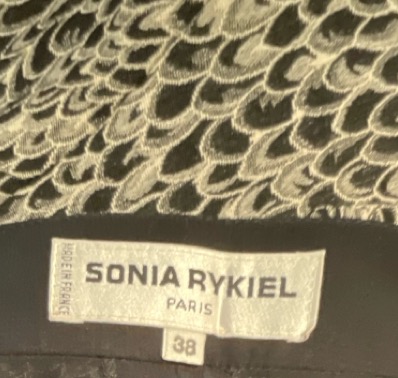 MADE IN FRANCE
SONIA RYKIEL
PARIS
38